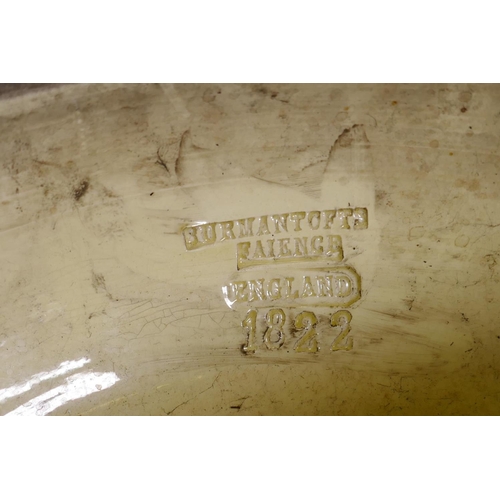 BURMANTOFTS
FAIENCE
ENGLAND
1822